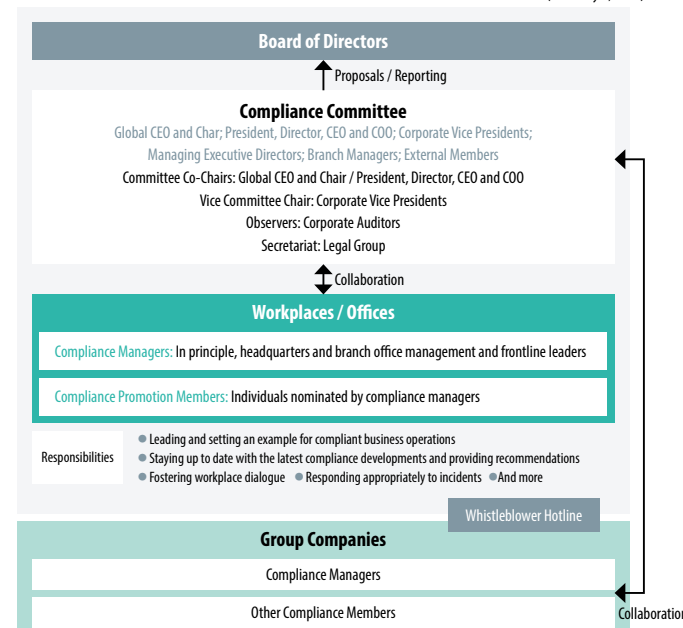 Board of Directors
Proposals / Reporting
Compliance Committee
Global CEO and Char; President, Director, CEO and COO; Corporate Vice Presidents;
Managing Executive Directors; Branch Managers; External Members
Committee Co-Chairs: Global CEO and Chair / President, Director, CEO and COO
Vice Committee Chair: Corporate Vice Presidents
Observers: Corporate Auditors
Secretariat: Legal Group
Collaboration
Workplaces / Offices
Compliance Managers: In principle, headquarters and branch office management and frontline leaders
Compliance Promotion Members: Individuals nominated by compliance managers
Responsibilities
● Leading and setting an example for compliant business operations
● Staying up to date with the latest compliance developments and providing recommendations
● Fostering workplace dialogue ● Responding appropriately to incidents ● And more
Whistleblower Hotline
Group Companies
Compliance Managers
Other Compliance Members
Collaboration